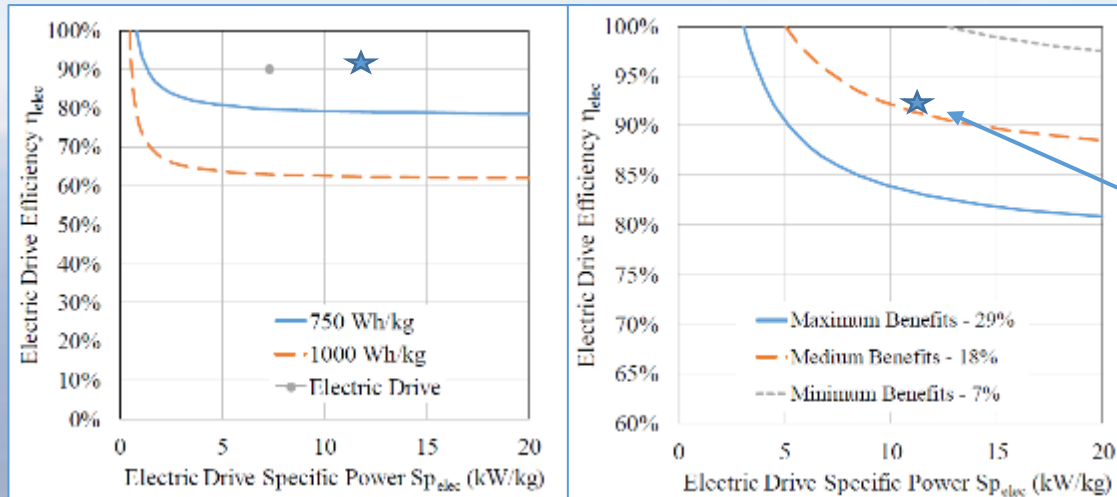 Electric Drive Efficiency ηelec
100%
90%
80%
70%
60%
50%
40%
30%
20%
10%
0%
750 Wh/kg
1000 Wh/kg
Electric Drive
0 5 10 15 20
Electric Drive Specific Power Spelec (kW/kg)
Electric Drive Efficiency ηelec
100%
95%
90%
85%
80%
75%
70%
65%
60%
Maximum Benefits - 29%
Medium Benefits - 18%
Minimum Benefits - 7%
0 5 10 15 20
Electric Drive Specific Power Spelec (kW/kg)